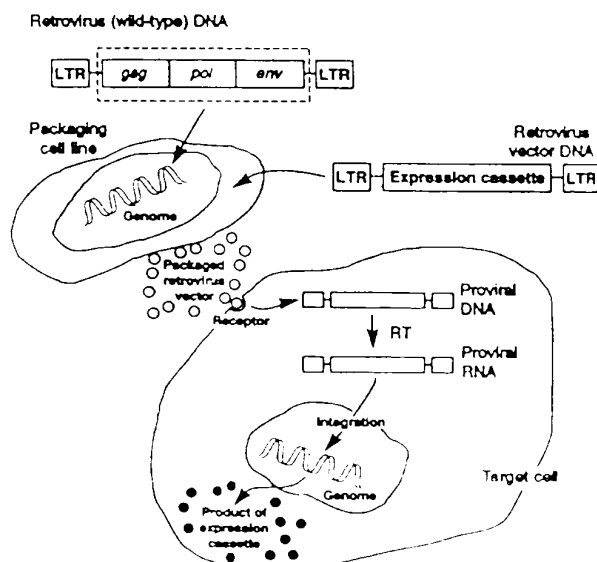 Retrovirus (wild-type) DNA
LTR gag pol env LTR
Packaging
cell line
Retrovirus
vector DNA
LTR Expression cassette LTR
Genome
Packaged
retrovirus
vector
Receptor
Proviral
DNA
RT
Proviral
RNA
Integration
Genome
Target cell
Product of
expression
cassette